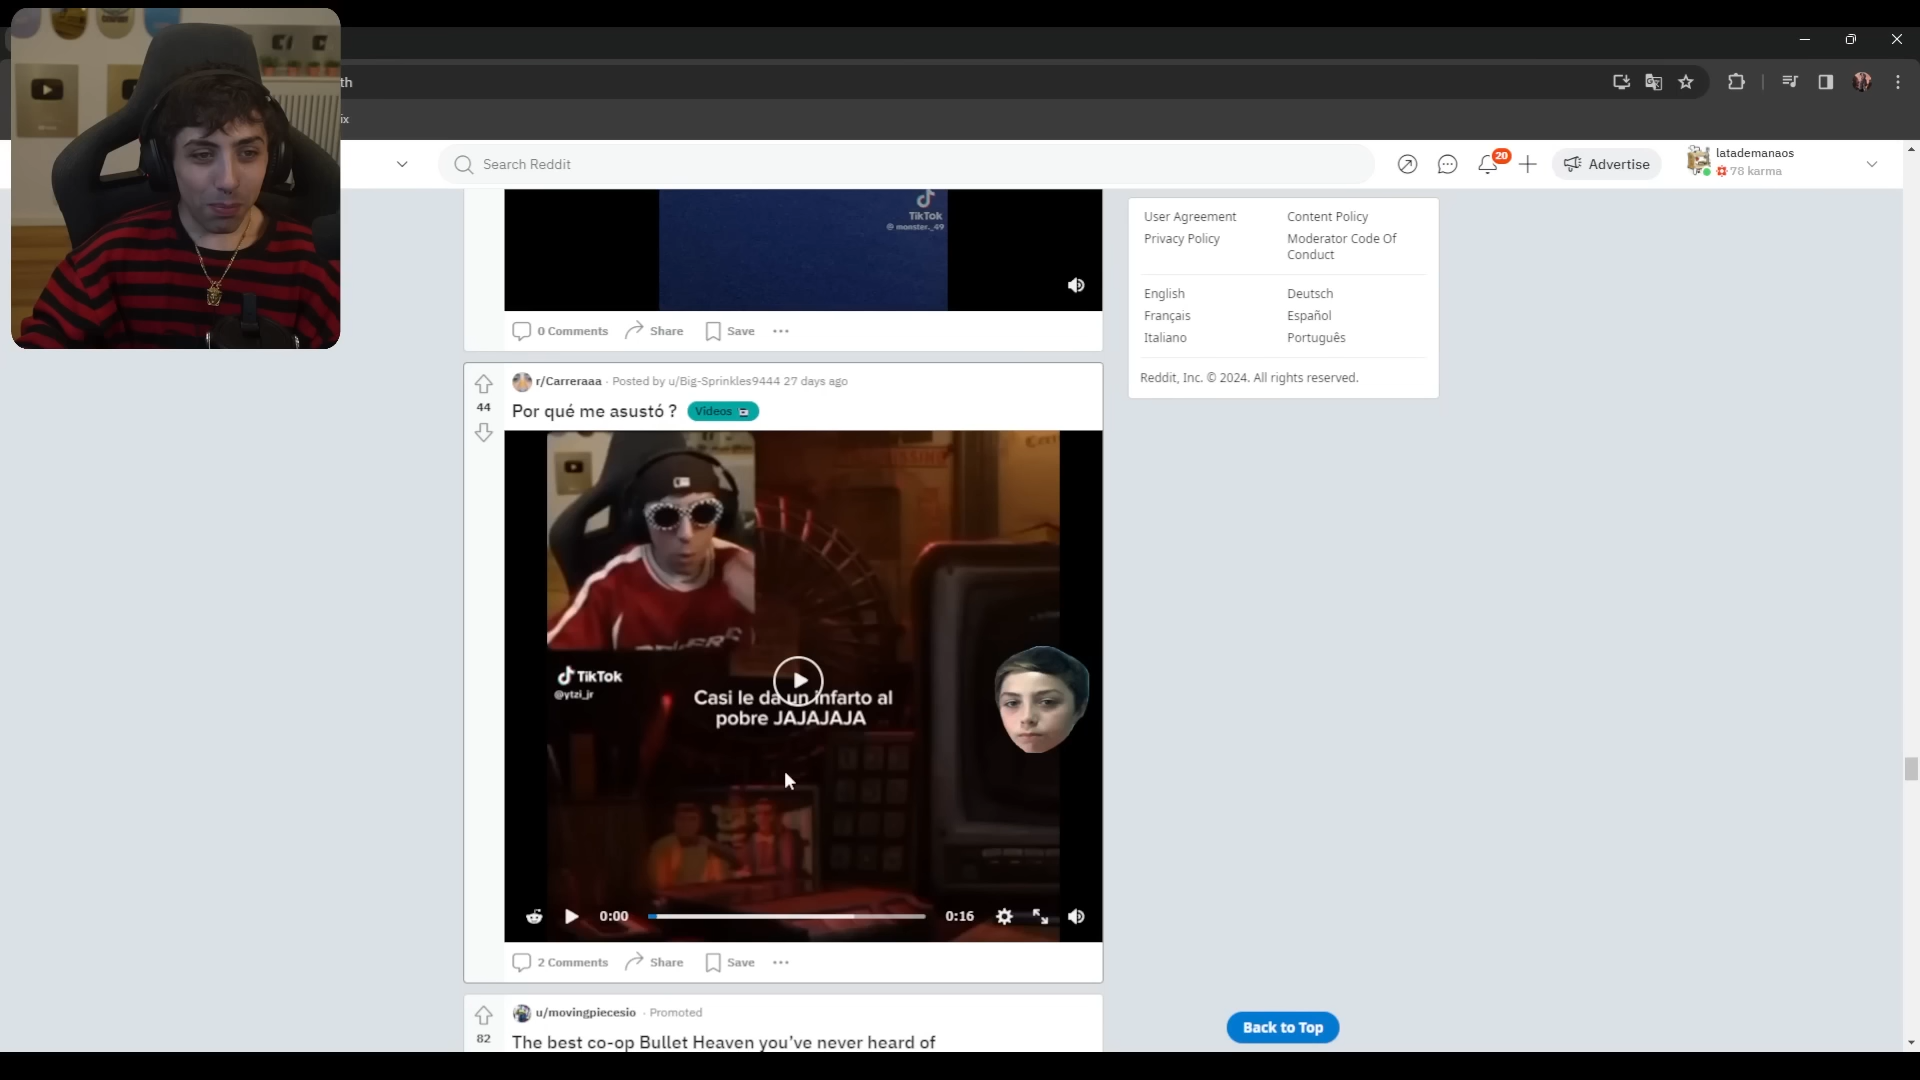 th
ix
Search Reddit
20
Advertise
latademanaos
78 karma
TikTok
@monster._49
0 Comments
Share
Save
User Agreement
Content Policy
Privacy Policy
Moderator Code Of
Conduct
English
Deutsch
Français
Español
Italiano
Português
Reddit, Inc. © 2024. All rights reserved.
r/Carreraaa · Posted by u/Big-Sprinkles9444 27 days ago
44
Por qué me asustó ?
Videos
TikTok
@ytzi_jr
Casi le da un infarto al
pobre JAJAJAJA
0:00
0:16
2 Comments
Share
Save
u/movingpiecesio · Promoted
82
The best co-op Bullet Heaven you’ve never heard of
Back to Top